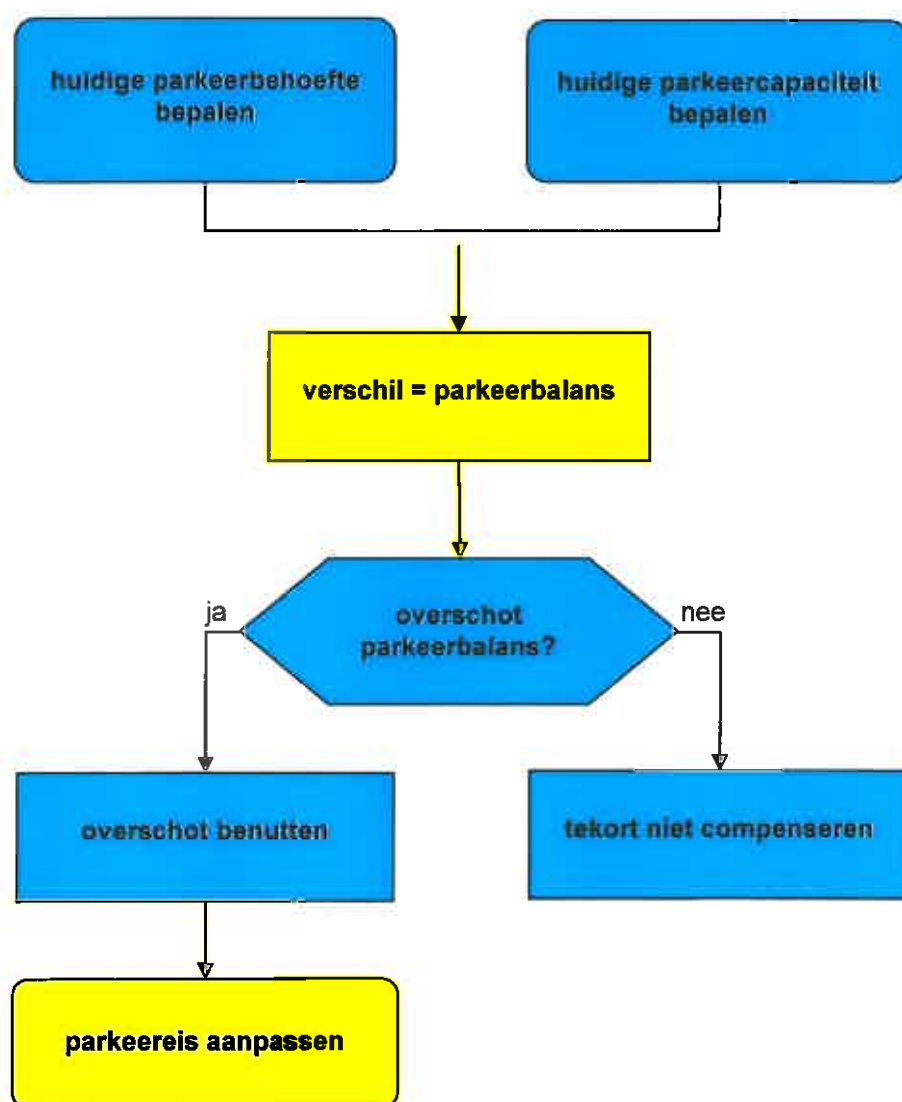 huidige parkeerbehoefte
bepalen
huidige parkeercapaciteit
bepalen
verschil = parkeerbalans
ja
overschot
parkeerbalans?
nee
overschot benutten
tekort niet compenseren
parkeereis aanpassen